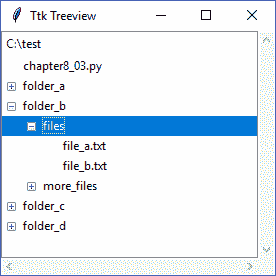 Ttk Treeview
C:\test
chapter8_03.py
folder_a
folder_b
files
file_a.txt
file_b.txt
more_files
folder_c
folder_d